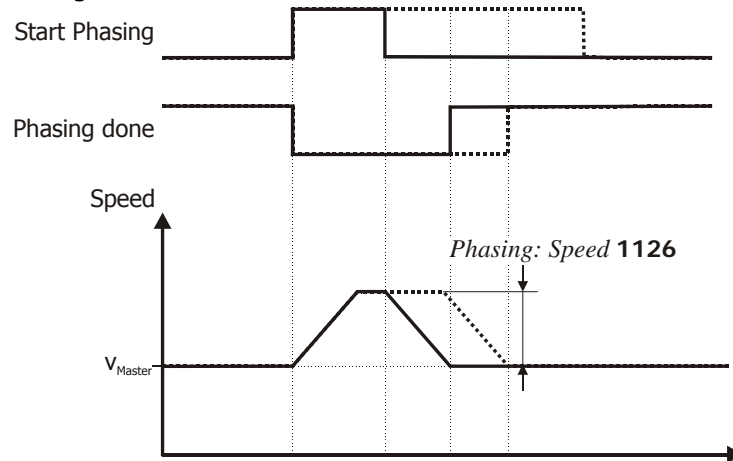 Start Phasing
Phasing done
Speed
Phasing: Speed 1126
VMaster